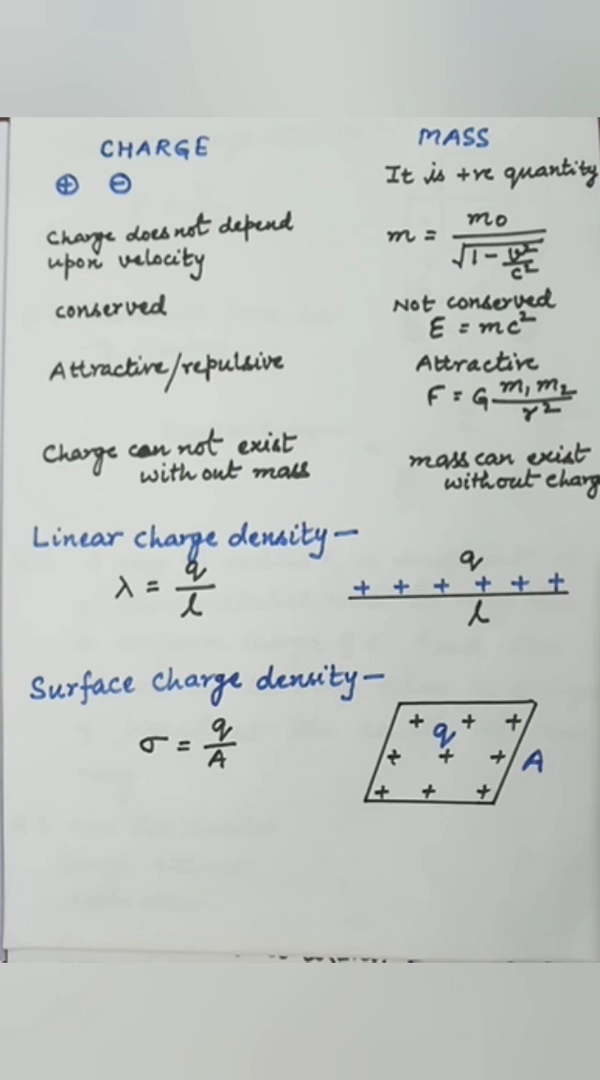 CHARGE
MASS
⊕ ⊖
It is +ve quantity
Charge does not depend
upon velocity
m = m0 / √(1 - v²/c²)
conserved
Not conserved
E = mc²
Attractive/repulsive
Attractive
F = G m1 m2 / r²
Charge can not exist
with out mass
mass can exist
without charg
Linear charge density –
λ = q / l
q
+ + + + + +
l
Surface charge density –
σ = q / A
+ q + +
+ + +
A
+ + +